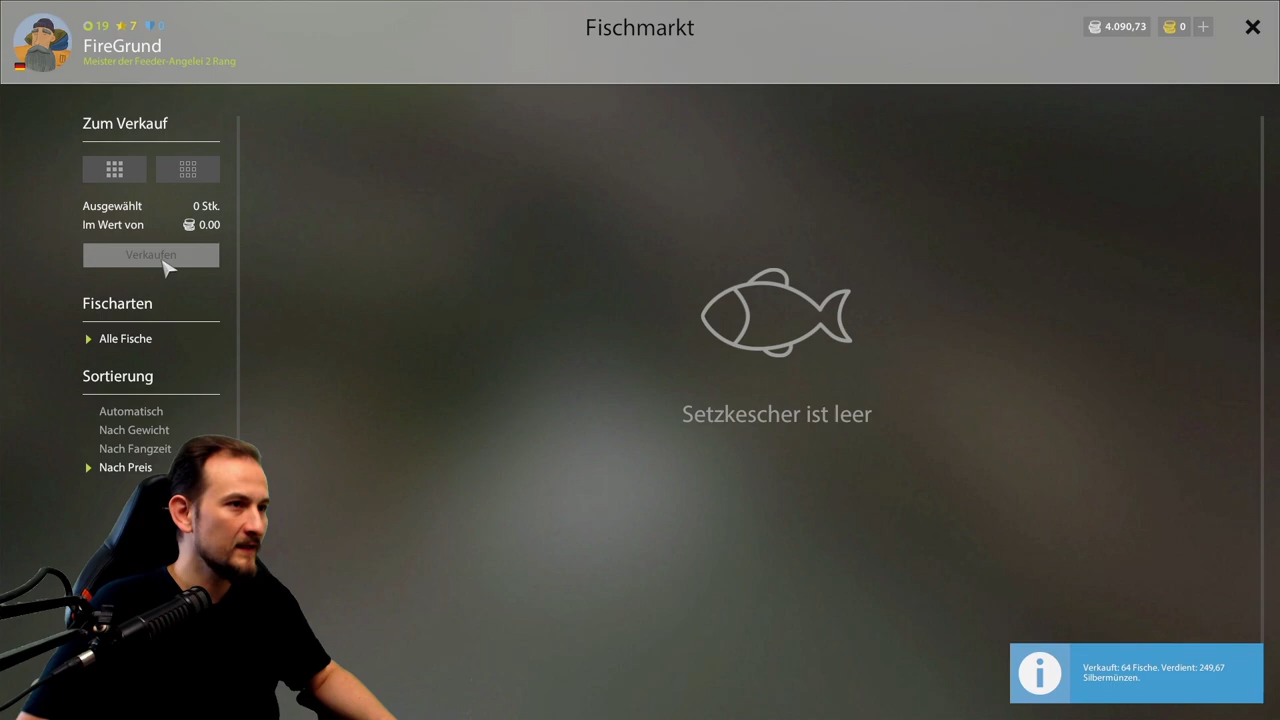 19 7 0
FireGrund
Meister der Feeder-Angelei 2 Rang
Fischmarkt
4.090,73
0
Zum Verkauf
Ausgewählt 0 Stk.
Im Wert von 0.00
Verkaufen
Fischarten
Alle Fische
Sortierung
Automatisch
Nach Gewicht
Nach Fangzeit
Nach Preis
Setzkescher ist leer
Verkauft: 64 Fische. Verdient: 249,67
Silbermünzen.